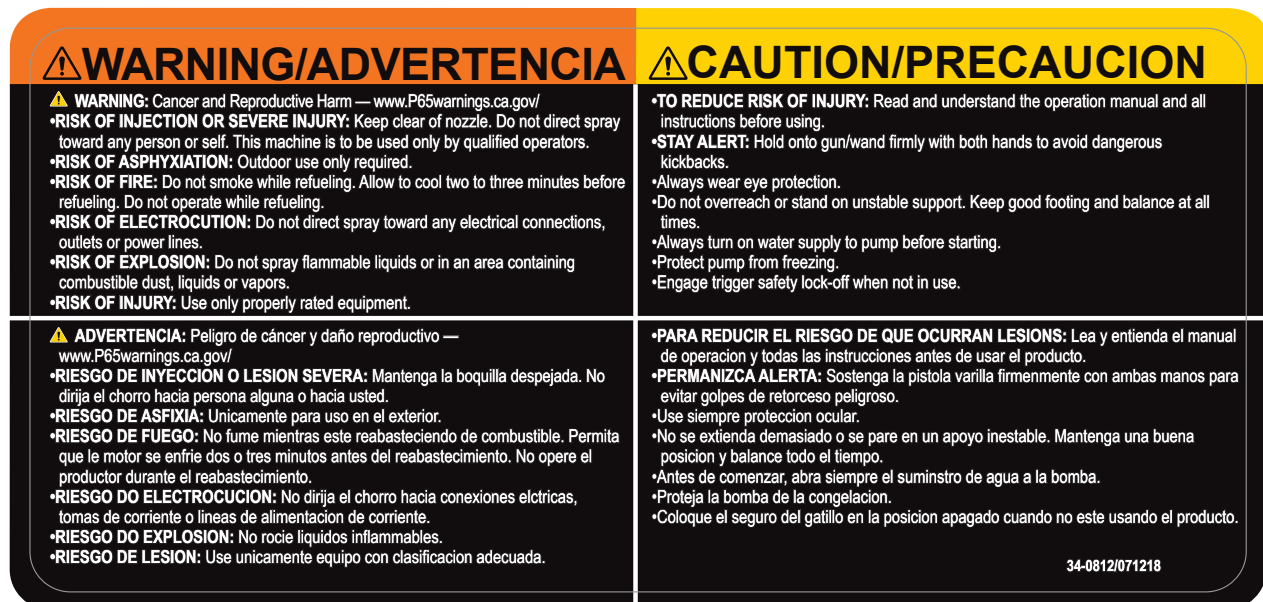 WARNING/ADVERTENCIA
WARNING: Cancer and Reproductive Harm — www.P65warnings.ca.gov/
•RISK OF INJECTION OR SEVERE INJURY: Keep clear of nozzle. Do not direct spray
toward any person or self. This machine is to be used only by qualified operators.
•RISK OF ASPHYXIATION: Outdoor use only required.
•RISK OF FIRE: Do not smoke while refueling. Allow to cool two to three minutes before
refueling. Do not operate while refueling.
•RISK OF ELECTROCUTION: Do not direct spray toward any electrical connections,
outlets or power lines.
•RISK OF EXPLOSION: Do not spray flammable liquids or in an area containing
combustible dust, liquids or vapors.
•RISK OF INJURY: Use only properly rated equipment.
CAUTION/PRECAUCION
•TO REDUCE RISK OF INJURY: Read and understand the operation manual and all
instructions before using.
•STAY ALERT: Hold onto gun/wand firmly with both hands to avoid dangerous
kickbacks.
•Always wear eye protection.
•Do not overreach or stand on unstable support. Keep good footing and balance at all
times.
•Always turn on water supply to pump before starting.
•Protect pump from freezing.
•Engage trigger safety lock-off when not in use.
ADVERTENCIA: Peligro de cáncer y daño reproductivo —
www.P65warnings.ca.gov/
•RIESGO DE INYECCION O LESION SEVERA: Mantenga la boquilla despejada. No
dirija el chorro hacia persona alguna o hacia usted.
•RIESGO DE ASFIXIA: Unicamente para uso en el exterior.
•RIESGO DE FUEGO: No fume mientras este reabasteciendo de combustible. Permita
que le motor se enfrie dos o tres minutos antes del reabastecimiento. No opere el
productor durante el reabastecimiento.
•RIESGO DO ELECTROCUCION: No dirija el chorro hacia conexiones elctricas,
tomas de corriente o lineas de alimentacion de corriente.
•RIESGO DO EXPLOSION: No rocie liquidos inflammables.
•RIESGO DE LESION: Use unicamente equipo con clasificacion adecuada.
•PARA REDUCIR EL RIESGO DE QUE OCURRAN LESIONS: Lea y entienda el manual
de operacion y todas las instrucciones antes de usar el producto.
•PERMANIZCA ALERTA: Sostenga la pistola varilla firmenmente con ambas manos para
evitar golpes de retorceso peligroso.
•Use siempre proteccion ocular.
•No se extienda demasiado o se pare en un apoyo inestable. Mantenga una buena
posicion y balance todo el tiempo.
•Antes de comenzar, abra siempre el suminstro de agua a la bomba.
•Proteja la bomba de la congelacion.
•Coloque el seguro del gatillo en la posicion apagado cuando no este usando el producto.
34-0812/071218